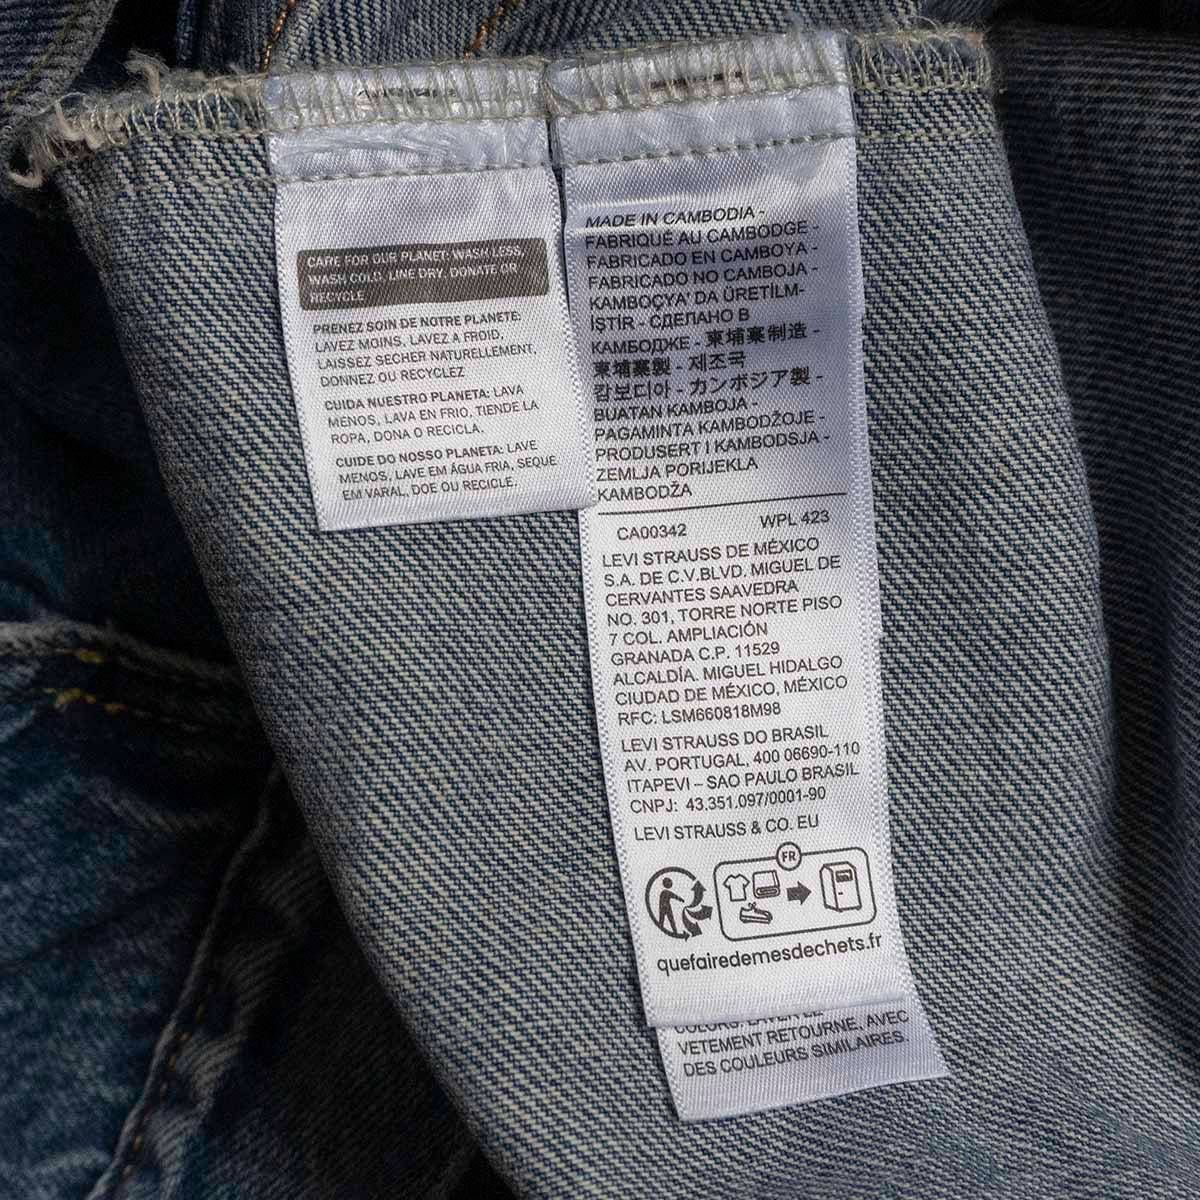 CARE FOR OUR PLANET: WASH LESS,
WASH COLD, LINE DRY, DONATE OR
RECYCLE
PRENEZ SOIN DE NOTRE PLANETE:
LAVEZ MOINS, LAVEZ A FROID,
LAISSEZ SECHER NATURELLEMENT,
DONNEZ OU RECYCLEZ
CUIDA NUESTRO PLANETA: LAVA
MENOS, LAVA EN FRIO, TIENDE LA
ROPA, DONA O RECICLA.
CUIDE DO NOSSO PLANETA: LAVE
MENOS, LAVE EM ÁGUA FRIA, SEQUE
EM VARAL, DOE OU RECICLE.
MADE IN CAMBODIA -
FABRIQUÉ AU CAMBODGE -
FABRICADO EN CAMBOYA -
FABRICADO NO CAMBOJA -
KAMBOÇYA' DA ÜRETİLM-
İŞTİR - СДЕЛАНО В
КАМБОДЖЕ - 柬埔寨制造 -
柬埔寨製 - 제조국
캄보디아 - カンボジア製 -
BUATAN KAMBOJA -
PAGAMINTA KAMBODŽOJE -
PRODUSERT I KAMBODSJA -
ZEMLJA PORIJEKLA
KAMBODŽA
CA00342 WPL 423
LEVI STRAUSS DE MÉXICO
S.A. DE C.V.BLVD. MIGUEL DE
CERVANTES SAAVEDRA
NO. 301, TORRE NORTE PISO
7 COL. AMPLIACIÓN
GRANADA C.P. 11529
ALCALDÍA. MIGUEL HIDALGO
CIUDAD DE MÉXICO, MÉXICO
RFC: LSM660818M98
LEVI STRAUSS DO BRASIL
AV. PORTUGAL, 400 06690-110
ITAPEVI – SAO PAULO BRASIL
CNPJ: 43.351.097/0001-90
LEVI STRAUSS & CO. EU
FR
quefairedemesdechets.fr
VETEMENT RETOURNE, AVEC
DES COULEURS SIMILAIRES.